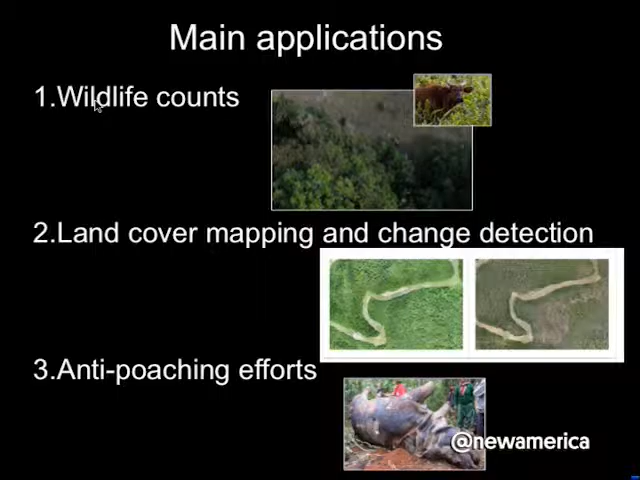 Main applications
1.Wildlife counts
2.Land cover mapping and change detection
3.Anti-poaching efforts
@newamerica